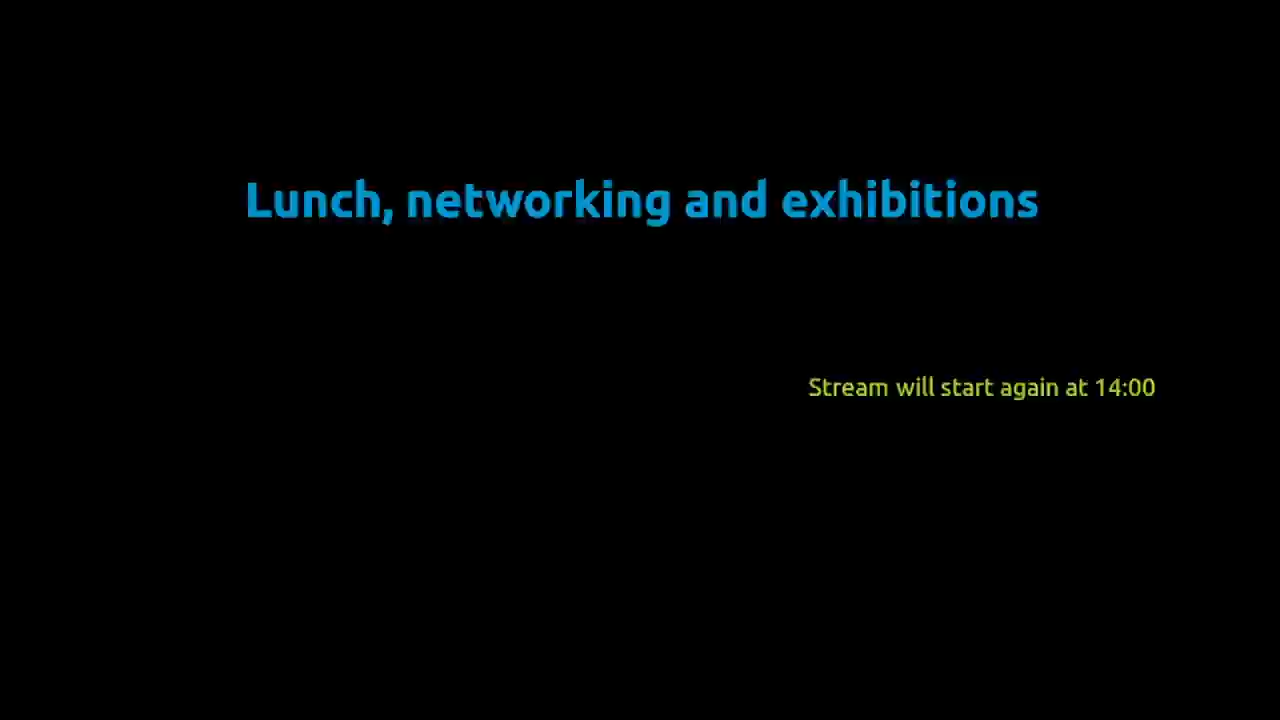 Lunch, networking and exhibitions
Stream will start again at 14:00